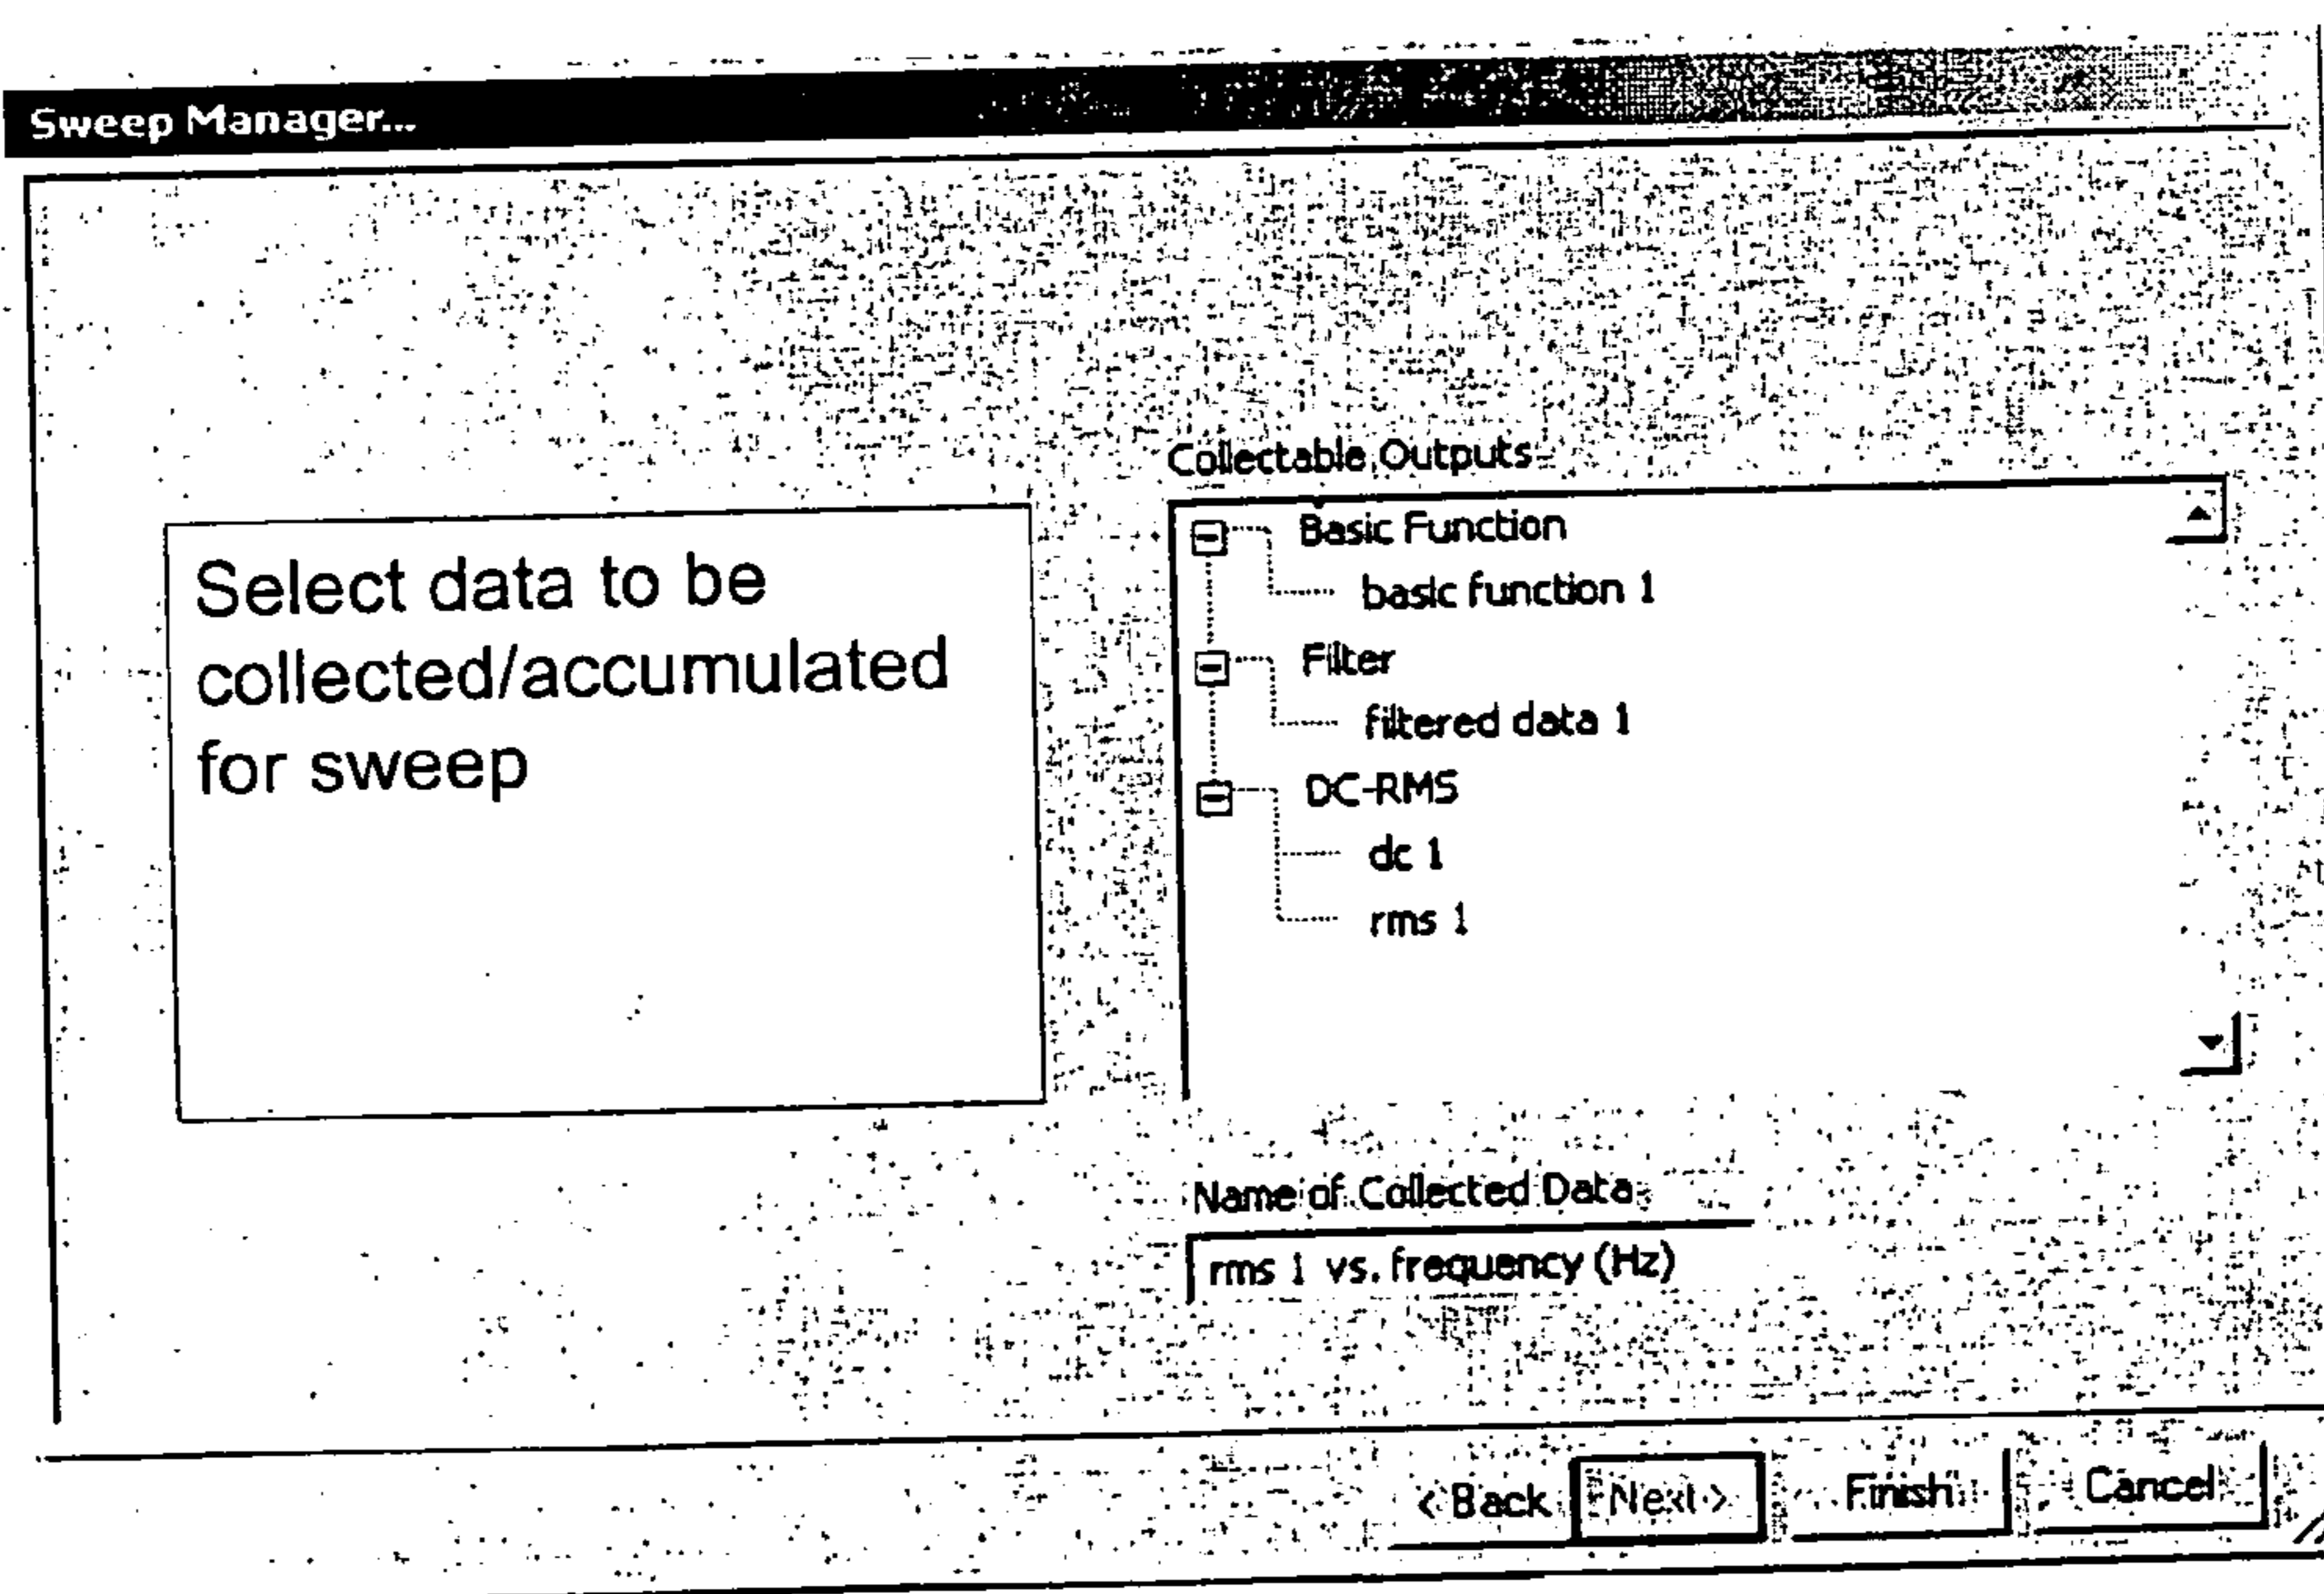 Sweep Manager...
Select data to be
collected/accumulated
for sweep
Collectable Outputs
Basic Function
basic function 1
Filter
filtered data 1
DC-RMS
dc 1
rms 1
Name of Collected Data
rms 1 vs. frequency (Hz)
< Back Next > Finish Cancel